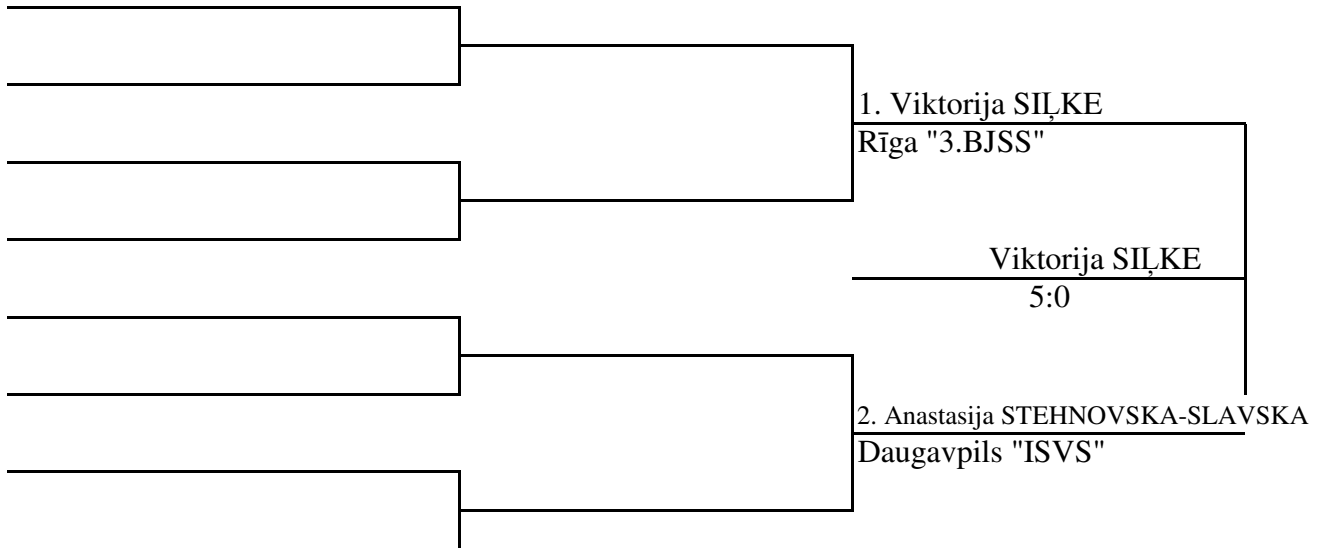 1. Viktorija SIĻKE
Rīga "3.BJSS"
Viktorija SIĻKE
5:0
2. Anastasija STEHNOVSKA-SLAVSKA
Daugavpils "ISVS"